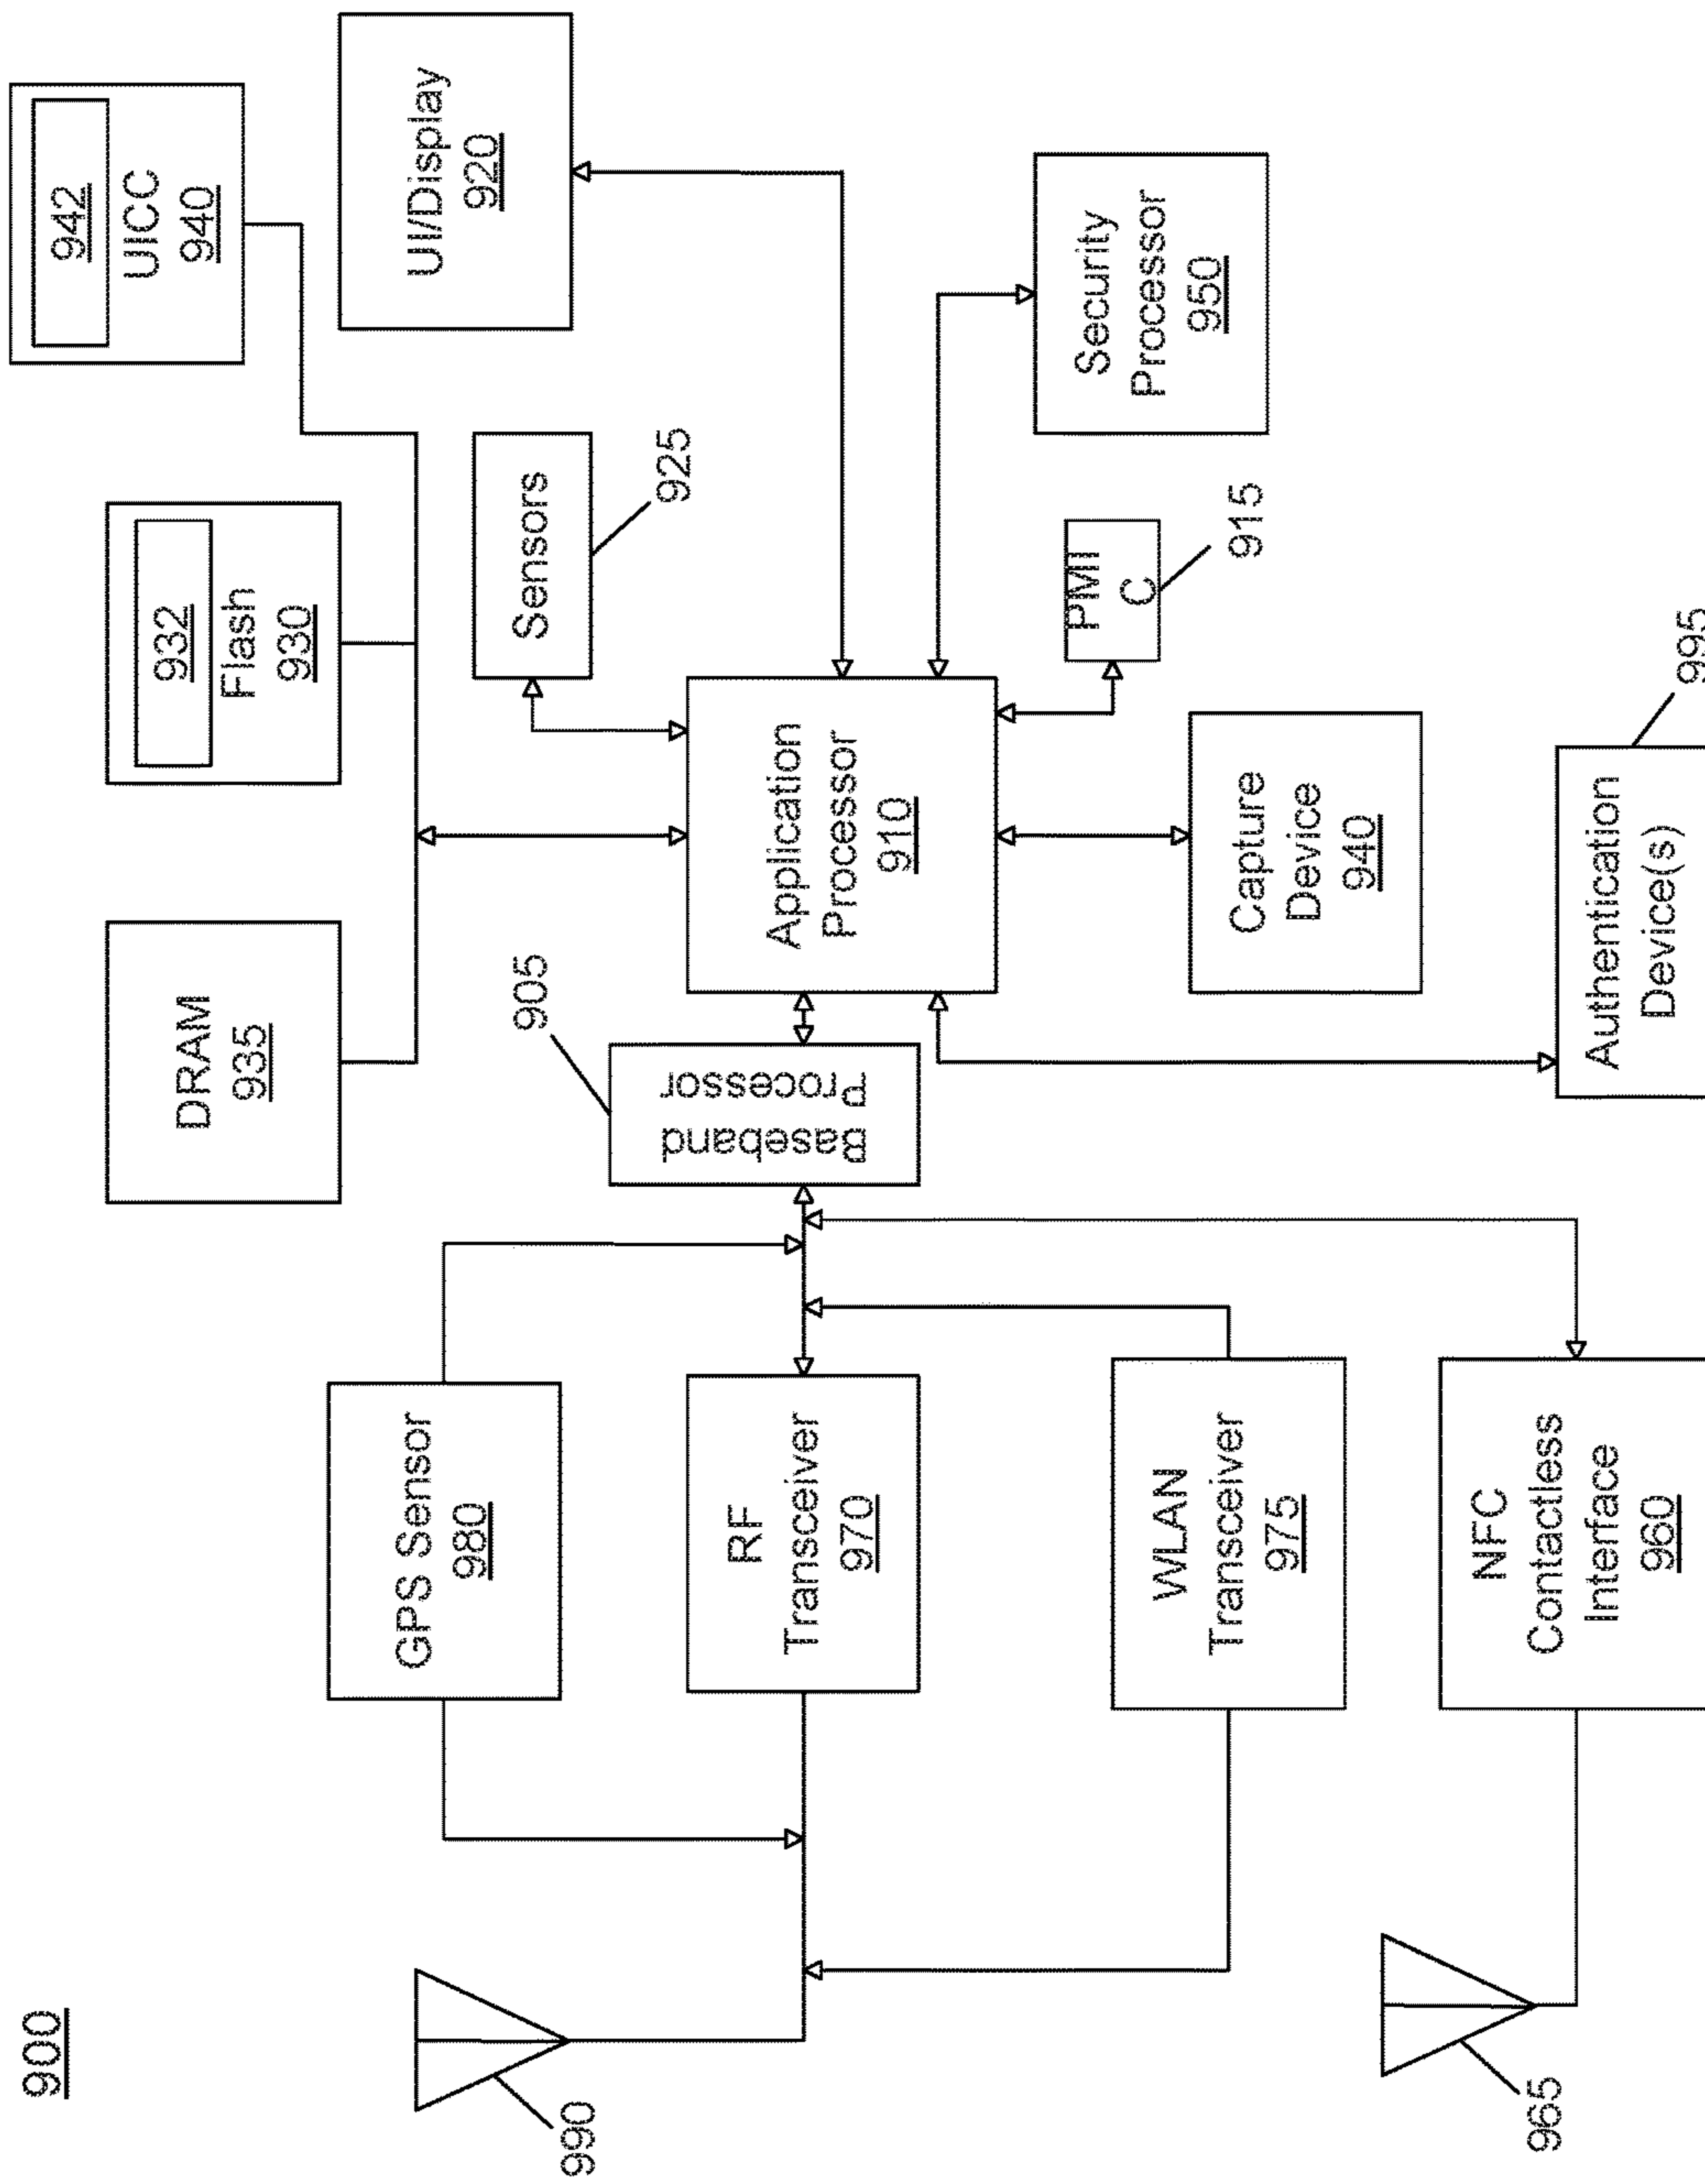 900
DRAM
935
932
Flash
930
942
UICC
940
UI/Display
920
Sensors
925
905
Baseband
Processor
Application
Processor
910
PMI
C
915
Security
Processor
950
Capture
Device
940
Authentication
Device(s)
995
GPS Sensor
980
RF
Transceiver
970
WLAN
Transceiver
975
NFC
Contactless
Interface
960
990
965